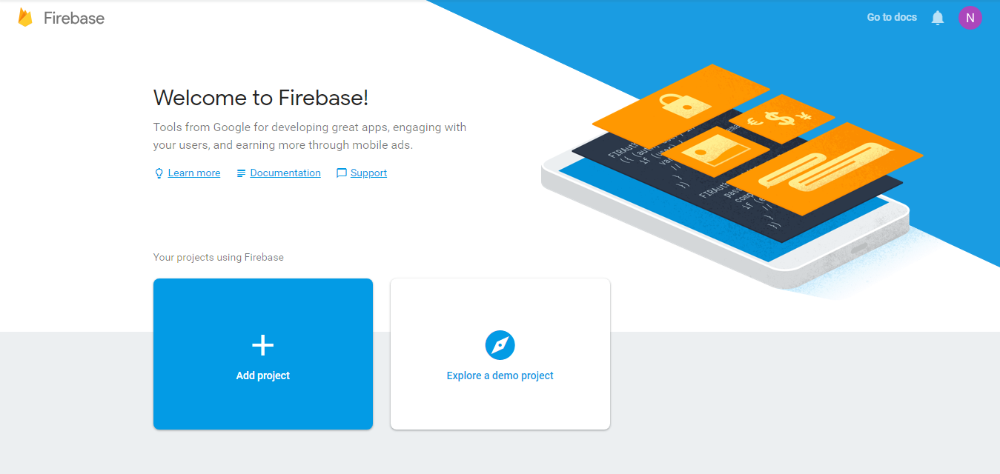 Firebase
Go to docs
N
Welcome to Firebase!
Tools from Google for developing great apps, engaging with
your users, and earning more through mobile ads.
Learn more
Documentation
Support
Your projects using Firebase
Add project
Explore a demo project